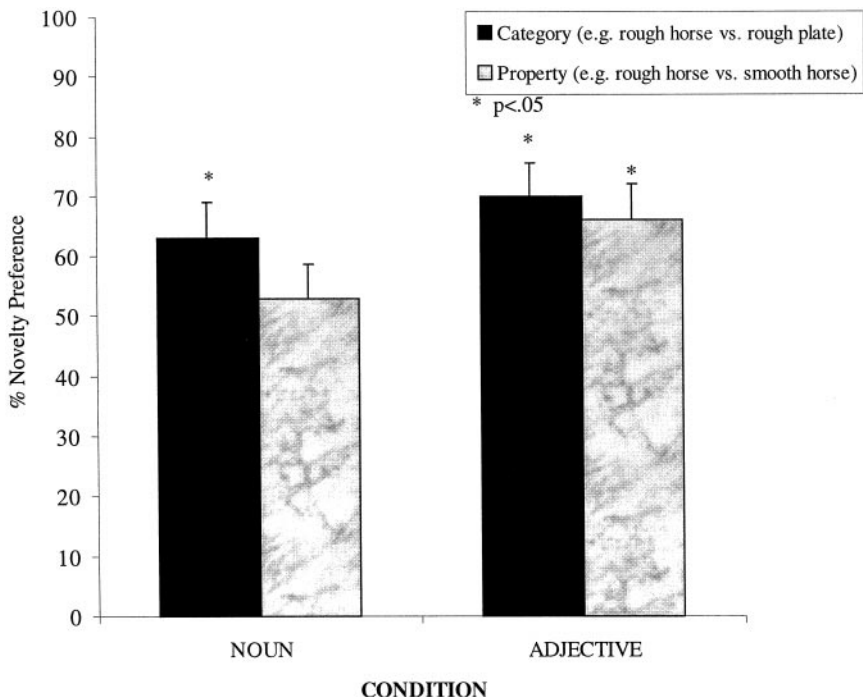 100
90
80
70
60
50
40
30
20
10
0
% Novelty Preference
Category (e.g. rough horse vs. rough plate)
Property (e.g. rough horse vs. smooth horse)
* p<.05
*
*
*
NOUN
ADJECTIVE
CONDITION